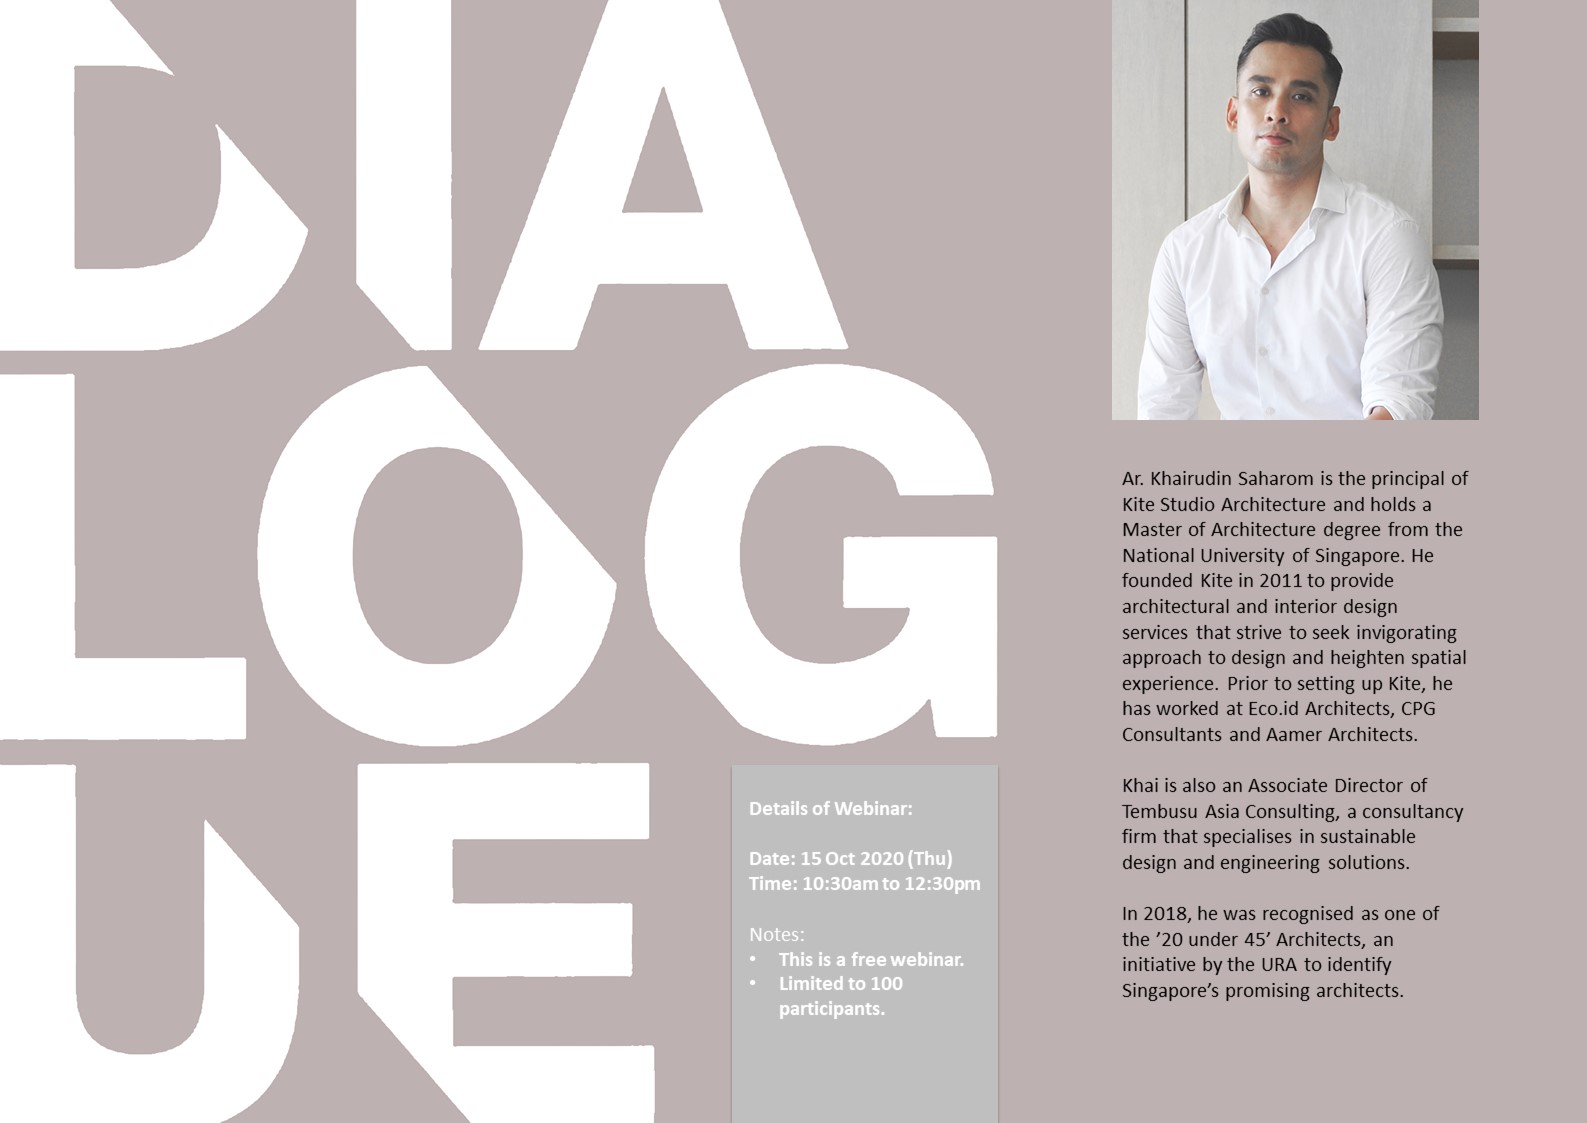 DIA
LOG
UE
Details of Webinar:
Date: 15 Oct 2020 (Thu)
Time: 10:30am to 12:30pm
Notes:
• This is a free webinar.
• Limited to 100
participants.
Ar. Khairudin Saharom is the principal of
Kite Studio Architecture and holds a
Master of Architecture degree from the
National University of Singapore. He
founded Kite in 2011 to provide
architectural and interior design
services that strive to seek invigorating
approach to design and heighten spatial
experience. Prior to setting up Kite, he
has worked at Eco.id Architects, CPG
Consultants and Aamer Architects.
Khai is also an Associate Director of
Tembusu Asia Consulting, a consultancy
firm that specialises in sustainable
design and engineering solutions.
In 2018, he was recognised as one of
the ’20 under 45’ Architects, an
initiative by the URA to identify
Singapore’s promising architects.